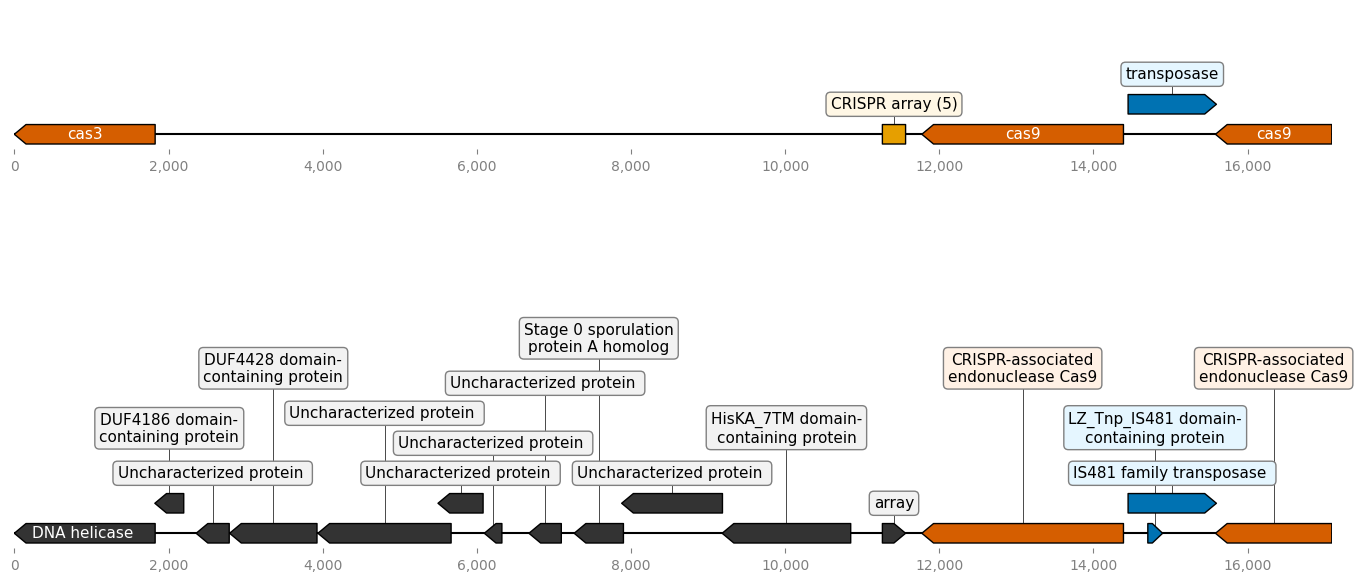 transposase
CRISPR array (5)
cas3
cas9
cas9
0
2,000
4,000
6,000
8,000
10,000
12,000
14,000
16,000
Stage 0 sporulation
protein A homolog
DUF4428 domain-
containing protein
CRISPR-associated
endonuclease Cas9
CRISPR-associated
endonuclease Cas9
Uncharacterized protein
Uncharacterized protein
DUF4186 domain-
containing protein
HisKA_7TM domain-
containing protein
LZ_Tnp_IS481 domain-
containing protein
Uncharacterized protein
Uncharacterized protein
Uncharacterized protein
Uncharacterized protein
IS481 family transposase
array
DNA helicase
0
2,000
4,000
6,000
8,000
10,000
12,000
14,000
16,000